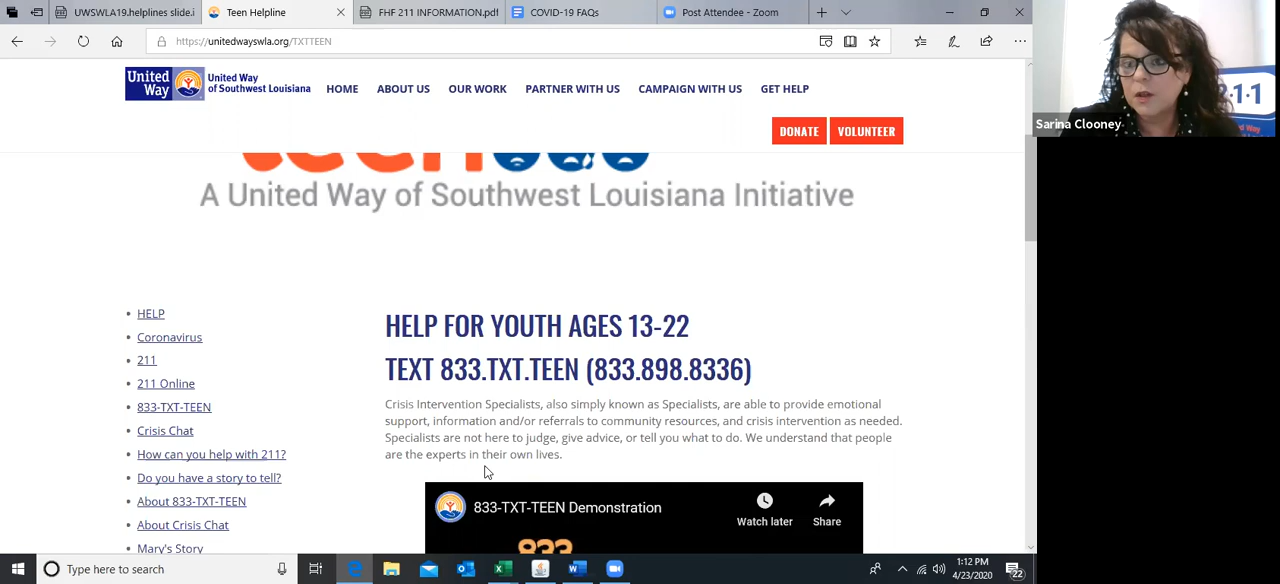 UWSWLA19.helplines slide.i
Teen Helpline
FHF 211 INFORMATION.pdf
COVID-19 FAQs
Post Attendee - Zoom
https://unitedwayswla.org/TXTTEEN
United Way
United Way of Southwest Louisiana
HOME
ABOUT US
OUR WORK
PARTNER WITH US
CAMPAIGN WITH US
GET HELP
DONATE
VOLUNTEER
A United Way of Southwest Louisiana Initiative
HELP
Coronavirus
211
211 Online
833-TXT-TEEN
Crisis Chat
How can you help with 211?
Do you have a story to tell?
About 833-TXT-TEEN
About Crisis Chat
Mary's Story
HELP FOR YOUTH AGES 13-22
TEXT 833.TXT.TEEN (833.898.8336)
Crisis Intervention Specialists, also simply known as Specialists, are able to provide emotional
support, information and/or referrals to community resources, and crisis intervention as needed.
Specialists are not here to judge, give advice, or tell you what to do. We understand that people
are the experts in their own lives.
833-TXT-TEEN Demonstration
Watch later
Share
833
Sarina Clooney
Type here to search
1:12 PM
4/23/2020
22